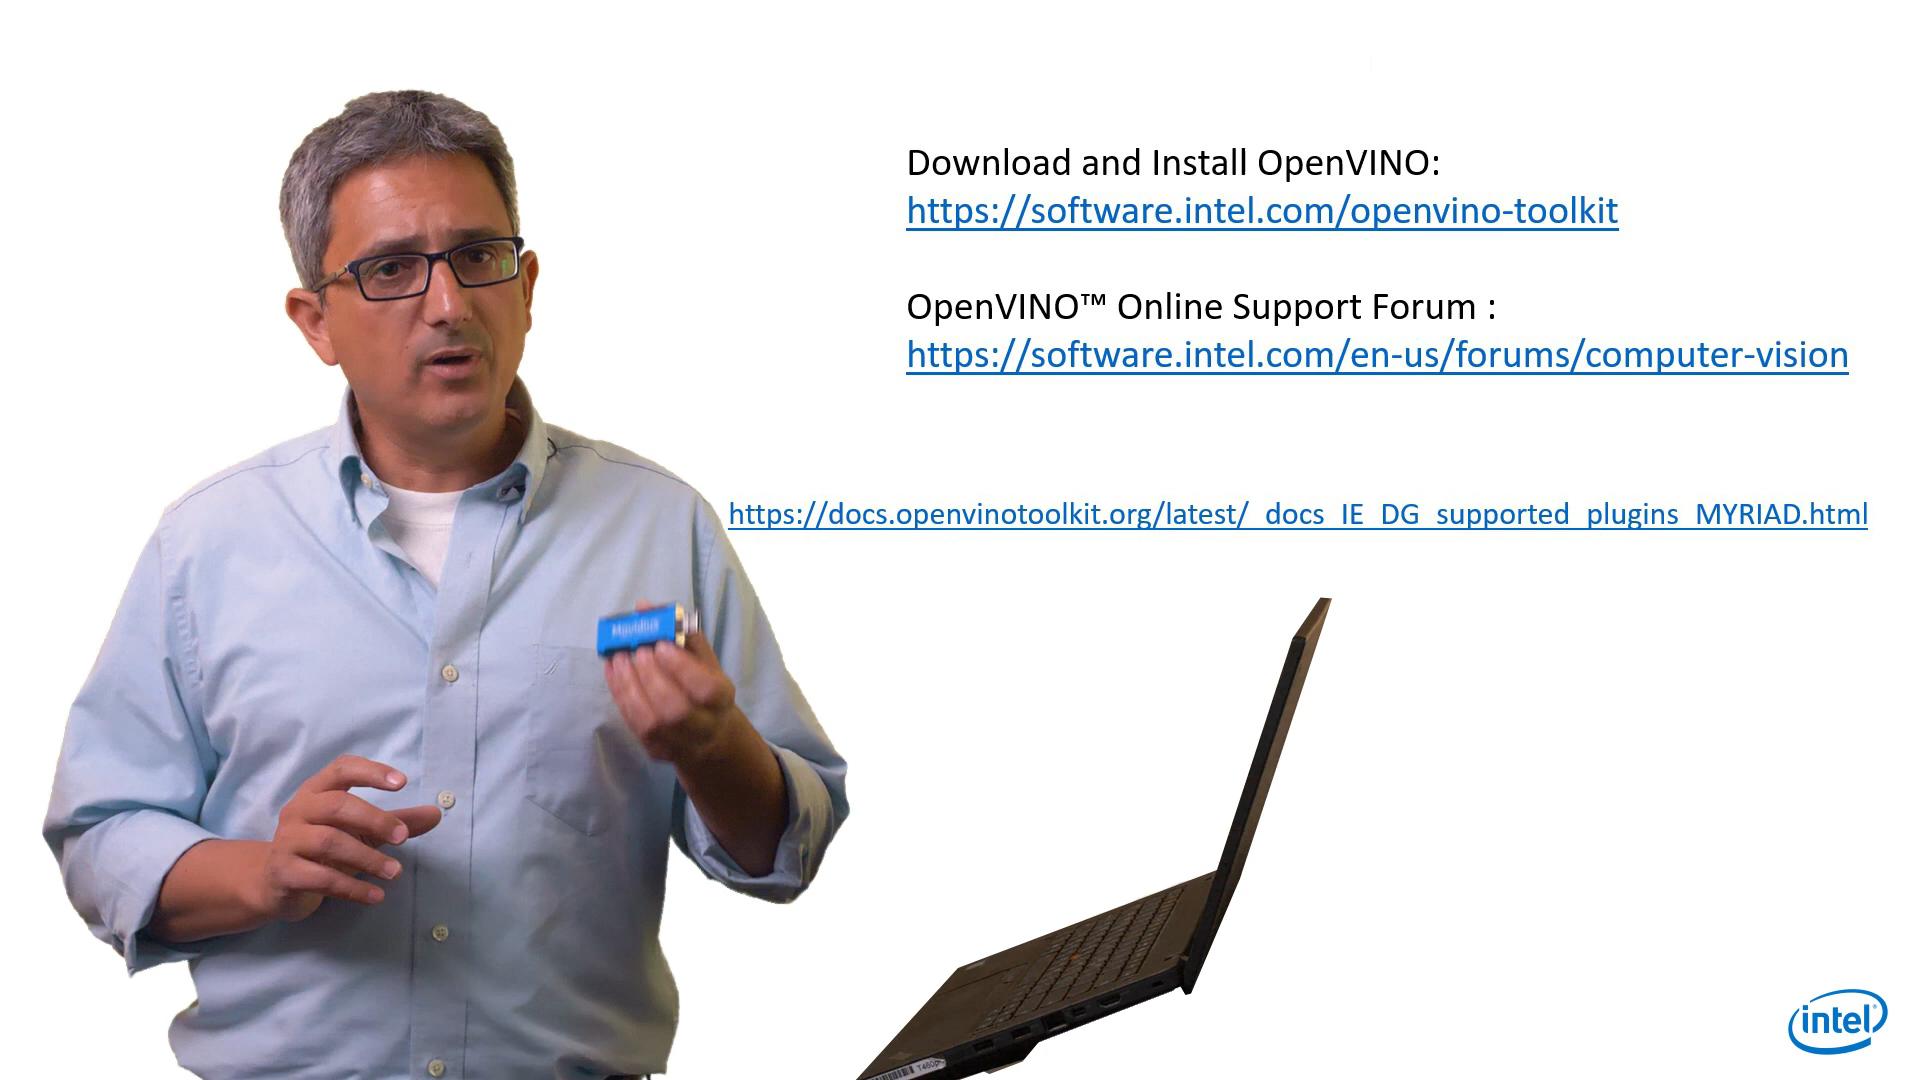 Download and Install OpenVINO:
https://software.intel.com/openvino-toolkit
OpenVINO™ Online Support Forum :
https://software.intel.com/en-us/forums/computer-vision
https://docs.openvinotoolkit.org/latest/_docs_IE_DG_supported_plugins_MYRIAD.html
Movidius
T460p
intel